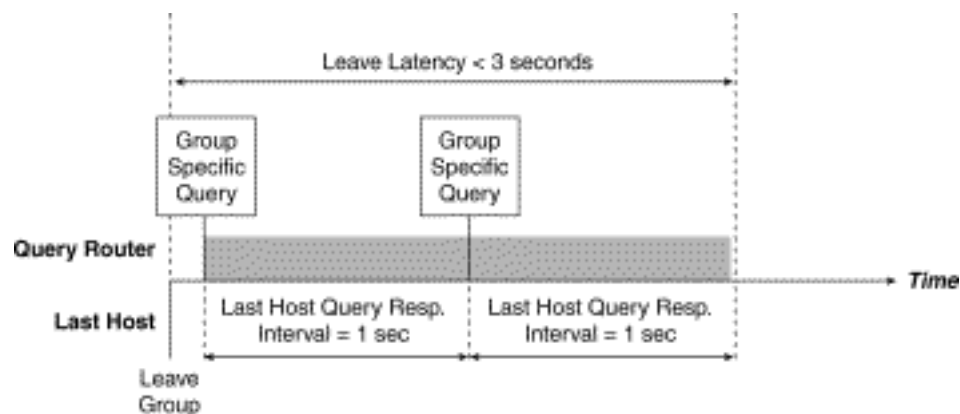 Leave Latency < 3 seconds
Group
Specific
Query
Group
Specific
Query
Query Router
Time
Last Host
Last Host Query Resp.
Interval = 1 sec
Last Host Query Resp.
Interval = 1 sec
Leave
Group